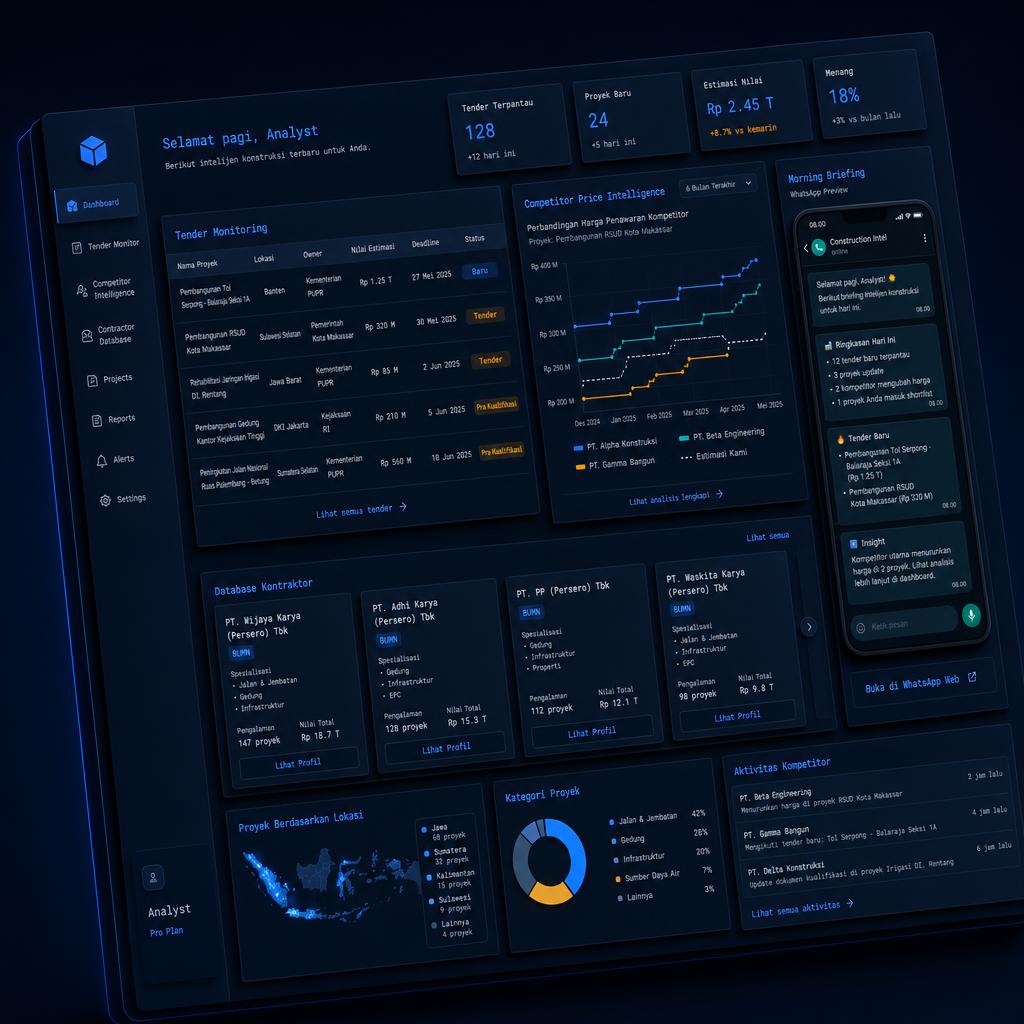 Dashboard
Tender Monitor
Competitor
Intelligence
Contractor
Database
Projects
Reports
Alerts
Settings
Analyst
Pro Plan
Selamat pagi, Analyst
Berikut intelijen konstruksi terbaru untuk Anda.
Tender Terpantau
128
+12 hari ini
Proyek Baru
24
+5 hari ini
Estimasi Nilai
Rp 2.45 T
+8.7% vs kemarin
Menang
18%
+3% vs bulan lalu
Tender Monitoring
Nama Proyek Lokasi Owner Nilai Estimasi Deadline Status
Pembangunan Tol
Serpong - Balaraja Seksi 1A
Banten
Kementerian
PUPR
Rp 1.25 T
27 Mei 2025
Baru
Pembangunan RSUD
Kota Makassar
Sulawesi Selatan
Pemerintah
Kota Makassar
Rp 320 M
30 Mei 2025
Tender
Rehabilitasi Jaringan Irigasi
DI. Rentang
Jawa Barat
Kementerian
PUPR
Rp 85 M
2 Jun 2025
Tender
Pembangunan Gedung
Kantor Kejaksaan Tinggi
DKI Jakarta
Kejaksaan
RI
Rp 210 M
5 Jun 2025
Pra Kualifikasi
Peningkatan Jalan Nasional
Ruas Palembang - Betung
Sumatera Selatan
Kementerian
PUPR
Rp 560 M
10 Jun 2025
Pra Kualifikasi
Lihat semua tender →
Competitor Price Intelligence
6 Bulan Terakhir
Perbandingan Harga Penawaran Kompetitor
Proyek: Pembangunan RSUD Kota Makassar
Rp 400 M
Rp 350 M
Rp 300 M
Rp 250 M
Rp 200 M
Des 2024 Jan 2025 Feb 2025 Mar 2025 Apr 2025 Mei 2025
PT. Alpha Konstruksi
PT. Beta Engineering
PT. Gamma Bangun
Estimasi Kami
Lihat analisis lengkap →
Morning Briefing
WhatsApp Preview
08.00
Construction Intel
online
Selamat pagi, Analyst!
Berikut briefing intelijen konstruksi
untuk hari ini.
08.00
Ringkasan Hari Ini
• 12 tender baru terpantau
• 3 proyek update
• 2 kompetitor mengubah harga
• 1 proyek Anda masuk shortlist
08.00
Tender Baru
• Pembangunan Tol Serpong -
Balaraja Seksi 1A
(Rp 1.25 T)
• Pembangunan RSUD
Kota Makassar (Rp 320 M)
08.00
Insight
Kompetitor utama menurunkan
harga di 2 proyek. Lihat analisis
lebih lanjut di dashboard.
08.00
Ketik pesan
Buka di WhatsApp Web
Database Kontraktor
Lihat semua
PT. Wijaya Karya
(Persero) Tbk
BUMN
Spesialisasi
• Jalan & Jembatan
• Gedung
• Infrastruktur
Pengalaman
147 proyek
Nilai Total
Rp 18.7 T
Lihat Profil
PT. Adhi Karya
(Persero) Tbk
BUMN
Spesialisasi
• Gedung
• Infrastruktur
• EPC
Pengalaman
128 proyek
Nilai Total
Rp 15.3 T
Lihat Profil
PT. PP (Persero) Tbk
BUMN
Spesialisasi
• Gedung
• Infrastruktur
• Properti
Pengalaman
112 proyek
Nilai Total
Rp 12.1 T
Lihat Profil
PT. Waskita Karya
(Persero) Tbk
BUMN
Spesialisasi
• Jalan & Jembatan
• Infrastruktur
• EPC
Pengalaman
98 proyek
Nilai Total
Rp 9.8 T
Lihat Profil
Proyek Berdasarkan Lokasi
Jawa
68 proyek
Sumatera
32 proyek
Kalimantan
15 proyek
Sulawesi
9 proyek
Lainnya
4 proyek
Kategori Proyek
Jalan & Jembatan 42%
Gedung 28%
Infrastruktur 20%
Sumber Daya Air 7%
Lainnya 3%
Aktivitas Kompetitor
PT. Beta Engineering 2 jam lalu
Menurunkan harga di proyek RSUD Kota Makassar
PT. Gamma Bangun 4 jam lalu
Mengikuti tender baru: Tol Serpong - Balaraja Seksi 1A
PT. Delta Konstruksi 6 jam lalu
Update dokumen kualifikasi di proyek Irigasi DI. Rentang
Lihat semua aktivitas →